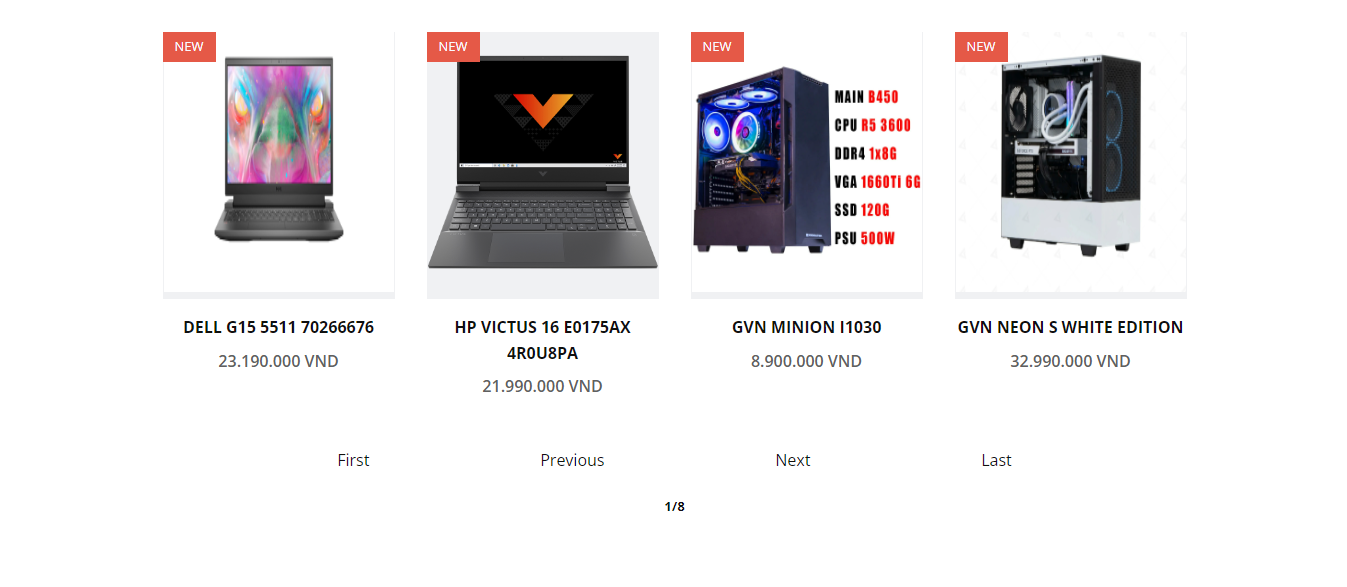 NEW
NEW
NEW
NEW
MAIN B450
CPU R5 3600
DDR4 1x8G
VGA 1660Ti 6G
SSD 120G
PSU 500W
DELL G15 5511 70266676
23.190.000 VND
HP VICTUS 16 E0175AX
4R0U8PA
21.990.000 VND
GVN MINION I1030
8.900.000 VND
GVN NEON S WHITE EDITION
32.990.000 VND
First
Previous
Next
Last
1/8